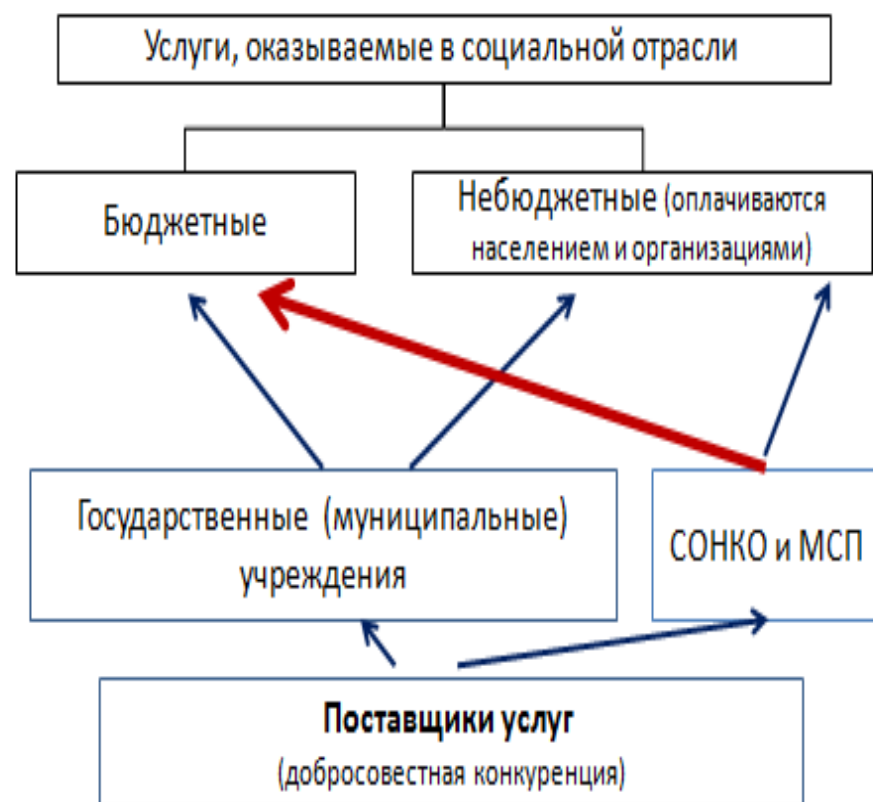 Услуги, оказываемые в социальной отрасли
Бюджетные
Небюджетные (оплачиваются
населением и организациями)
Государственные (муниципальные)
учреждения
СОНКО и МСП
Поставщики услуг
(добросовестная конкуренция)